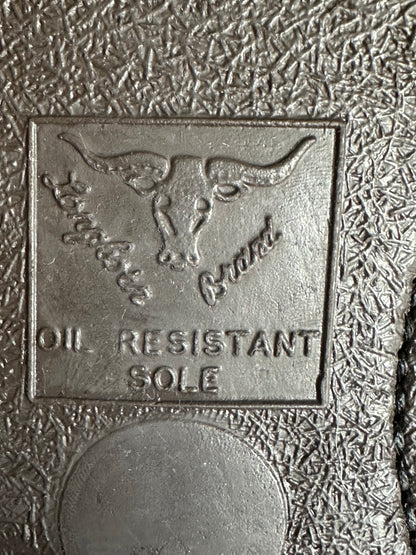 Longhorn
Brand
OIL RESISTANT
SOLE